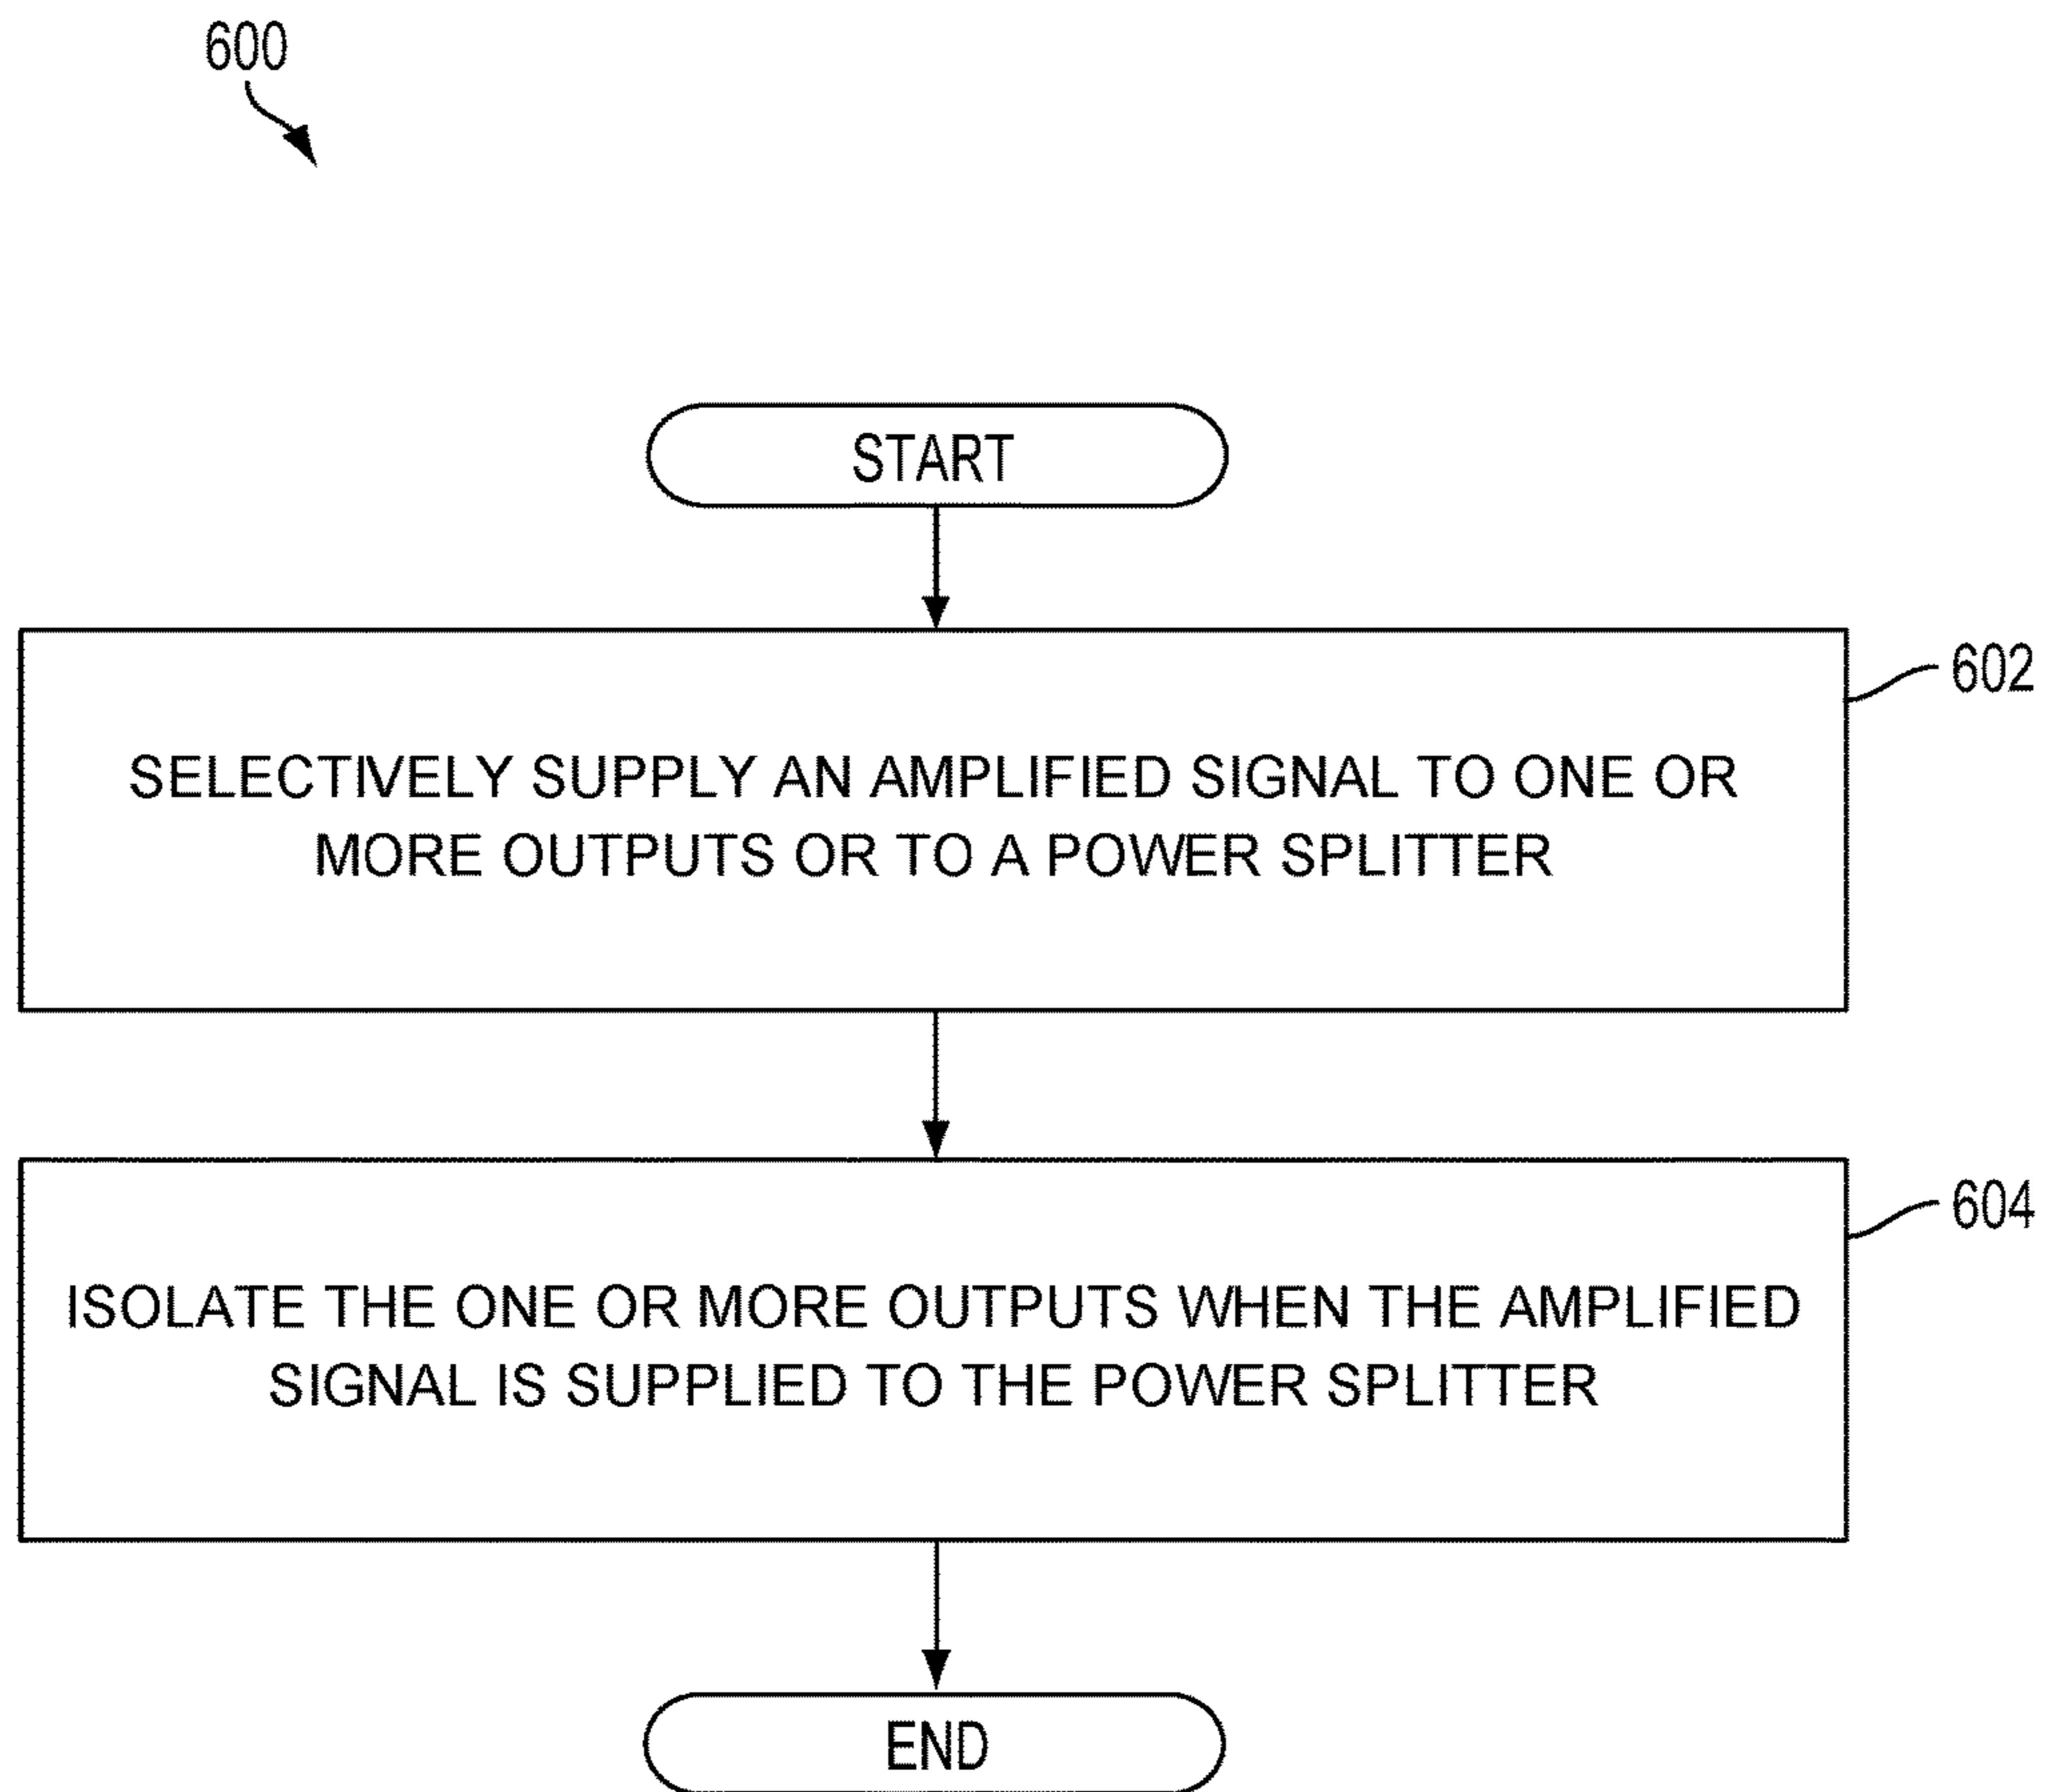 600
START
602
SELECTIVELY SUPPLY AN AMPLIFIED SIGNAL TO ONE OR
MORE OUTPUTS OR TO A POWER SPLITTER
604
ISOLATE THE ONE OR MORE OUTPUTS WHEN THE AMPLIFIED
SIGNAL IS SUPPLIED TO THE POWER SPLITTER
END